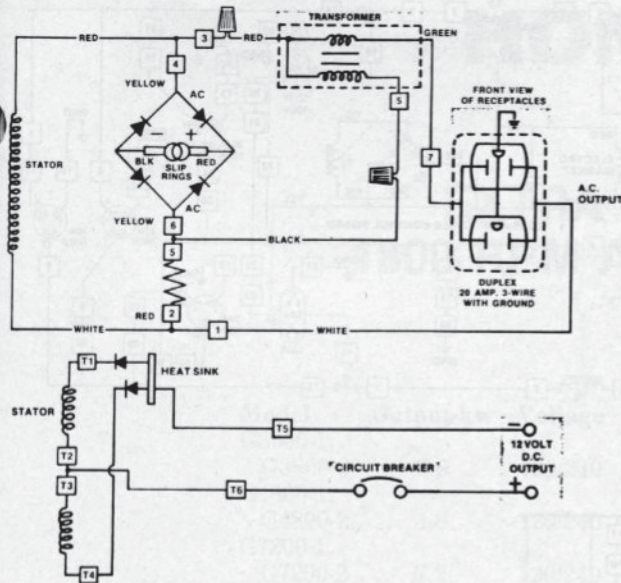 TRANSFORMER
RED
3
RED
GREEN
4
YELLOW
AC
5
FRONT VIEW
OF RECEPTACLES
STATOR
+
BLK
SLIP
RINGS
RED
7
A.C.
OUTPUT
YELLOW
AC
6
BLACK
5
DUPLEX
20 AMP, 3-WIRE
WITH GROUND
RED
2
WHITE
1
WHITE
T1
HEAT SINK
STATOR
T5
−
12 VOLT
D.C.
OUTPUT
+
T2
T3
"CIRCUIT BREAKER"
T6
T4